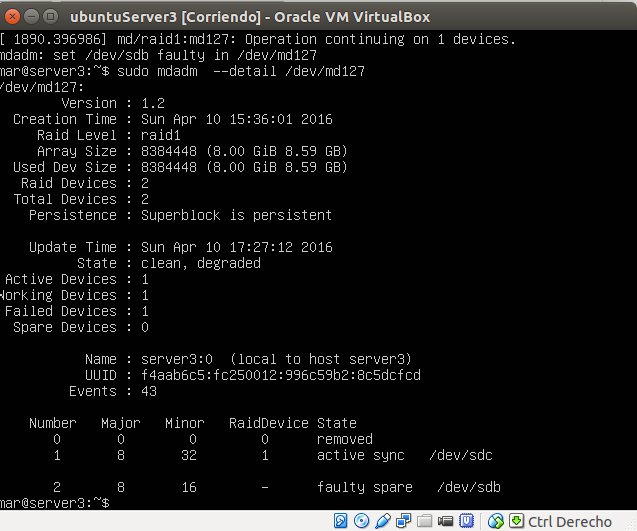 ubuntuServer3 [Corriendo] - Oracle VM VirtualBox
[ 1890.396986] md/raid1:md127: Operation continuing on 1 devices.
mdadm: set /dev/sdb faulty in /dev/md127
mar@server3:~$ sudo mdadm  --detail /dev/md127
/dev/md127:
Version : 1.2
Creation Time : Sun Apr 10 15:36:01 2016
Raid Level : raid1
Array Size : 8384448 (8.00 GiB 8.59 GB)
Used Dev Size : 8384448 (8.00 GiB 8.59 GB)
Raid Devices : 2
Total Devices : 2
Persistence : Superblock is persistent
Update Time : Sun Apr 10 17:27:12 2016
State : clean, degraded
Active Devices : 1
Working Devices : 1
Failed Devices : 1
Spare Devices : 0
Name : server3:0  (local to host server3)
UUID : f4aab6c5:fc250012:996c59b2:8c5dcfcd
Events : 43
Number   Major   Minor   RaidDevice State
0       0        0        0      removed
1       8       32        1      active sync   /dev/sdc
2       8       16        -      faulty spare   /dev/sdb
mar@server3:~$
Ctrl Derecho